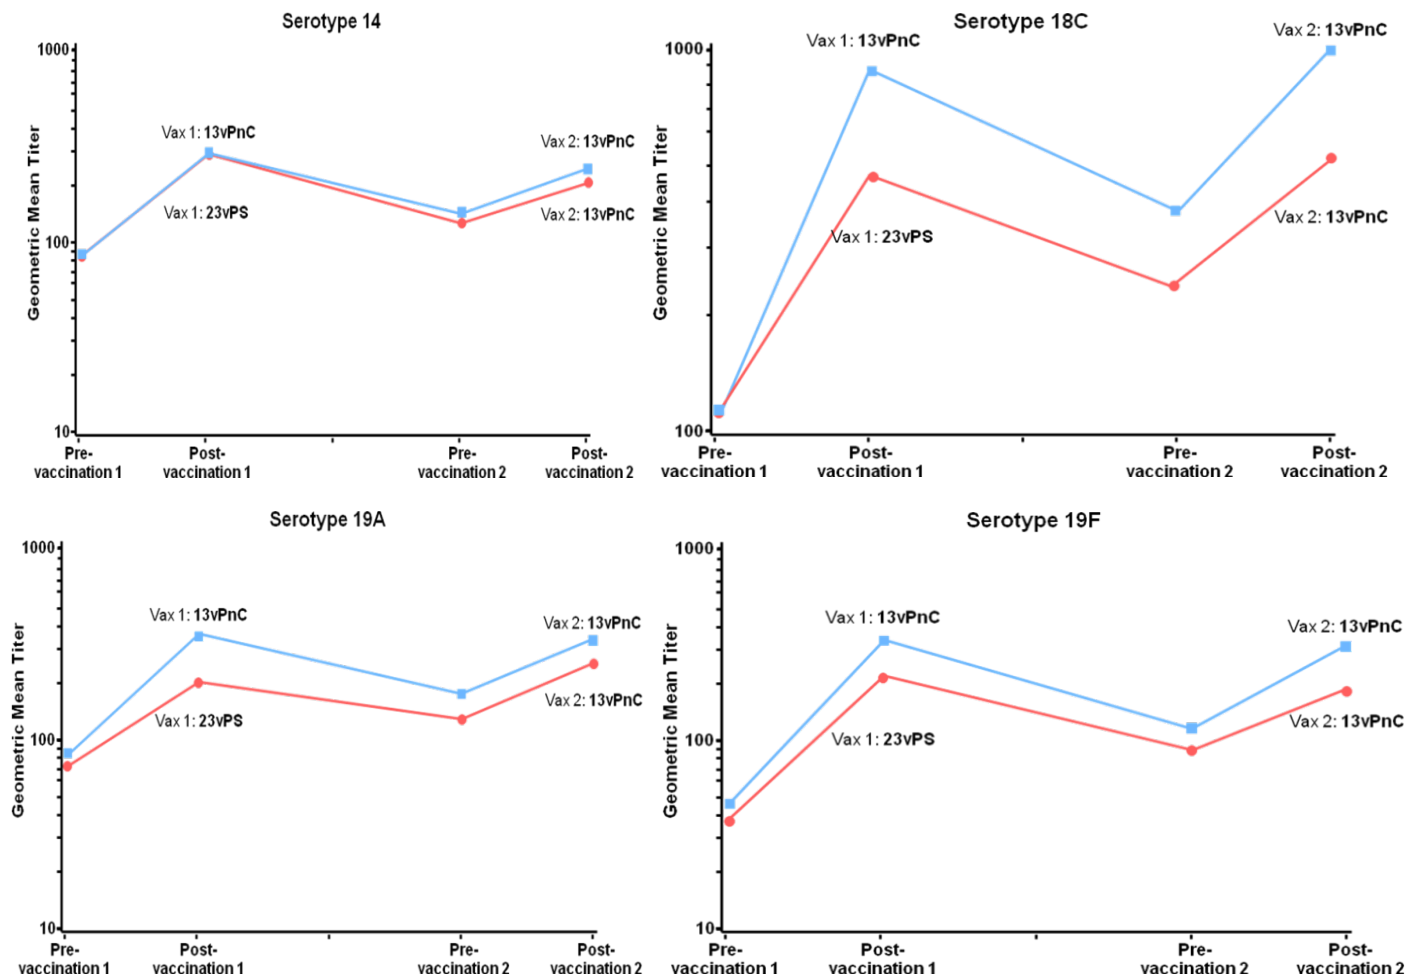 Serotype 14
Geometric Mean Titer
1000
100
10
Vax 1: 13vPnC
Vax 1: 23vPS
Vax 2: 13vPnC
Vax 2: 13vPnC
Pre-
vaccination 1
Post-
vaccination 1
Pre-
vaccination 2
Post-
vaccination 2
Serotype 18C
Geometric Mean Titer
1000
100
Vax 1: 13vPnC
Vax 1: 23vPS
Vax 2: 13vPnC
Vax 2: 13vPnC
Pre-
vaccination 1
Post-
vaccination 1
Pre-
vaccination 2
Post-
vaccination 2
Serotype 19A
Geometric Mean Titer
1000
100
10
Vax 1: 13vPnC
Vax 1: 23vPS
Vax 2: 13vPnC
Vax 2: 13vPnC
Pre-
vaccination 1
Post-
vaccination 1
Pre-
vaccination 2
Post-
vaccination 2
Serotype 19F
Geometric Mean Titer
1000
100
10
Vax 1: 13vPnC
Vax 1: 23vPS
Vax 2: 13vPnC
Vax 2: 13vPnC
Pre-
vaccination 1
Post-
vaccination 1
Pre-
vaccination 2
Post-
vaccination 2